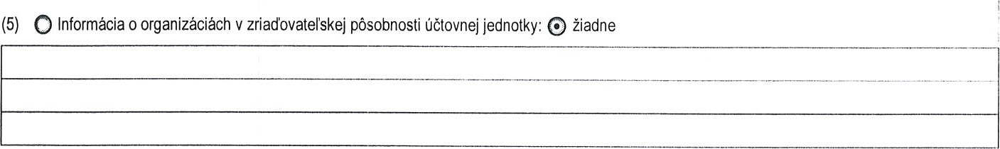 (5) Informácia o organizáciách v zriaďovateľskej pôsobnosti účtovnej jednotky: žiadne